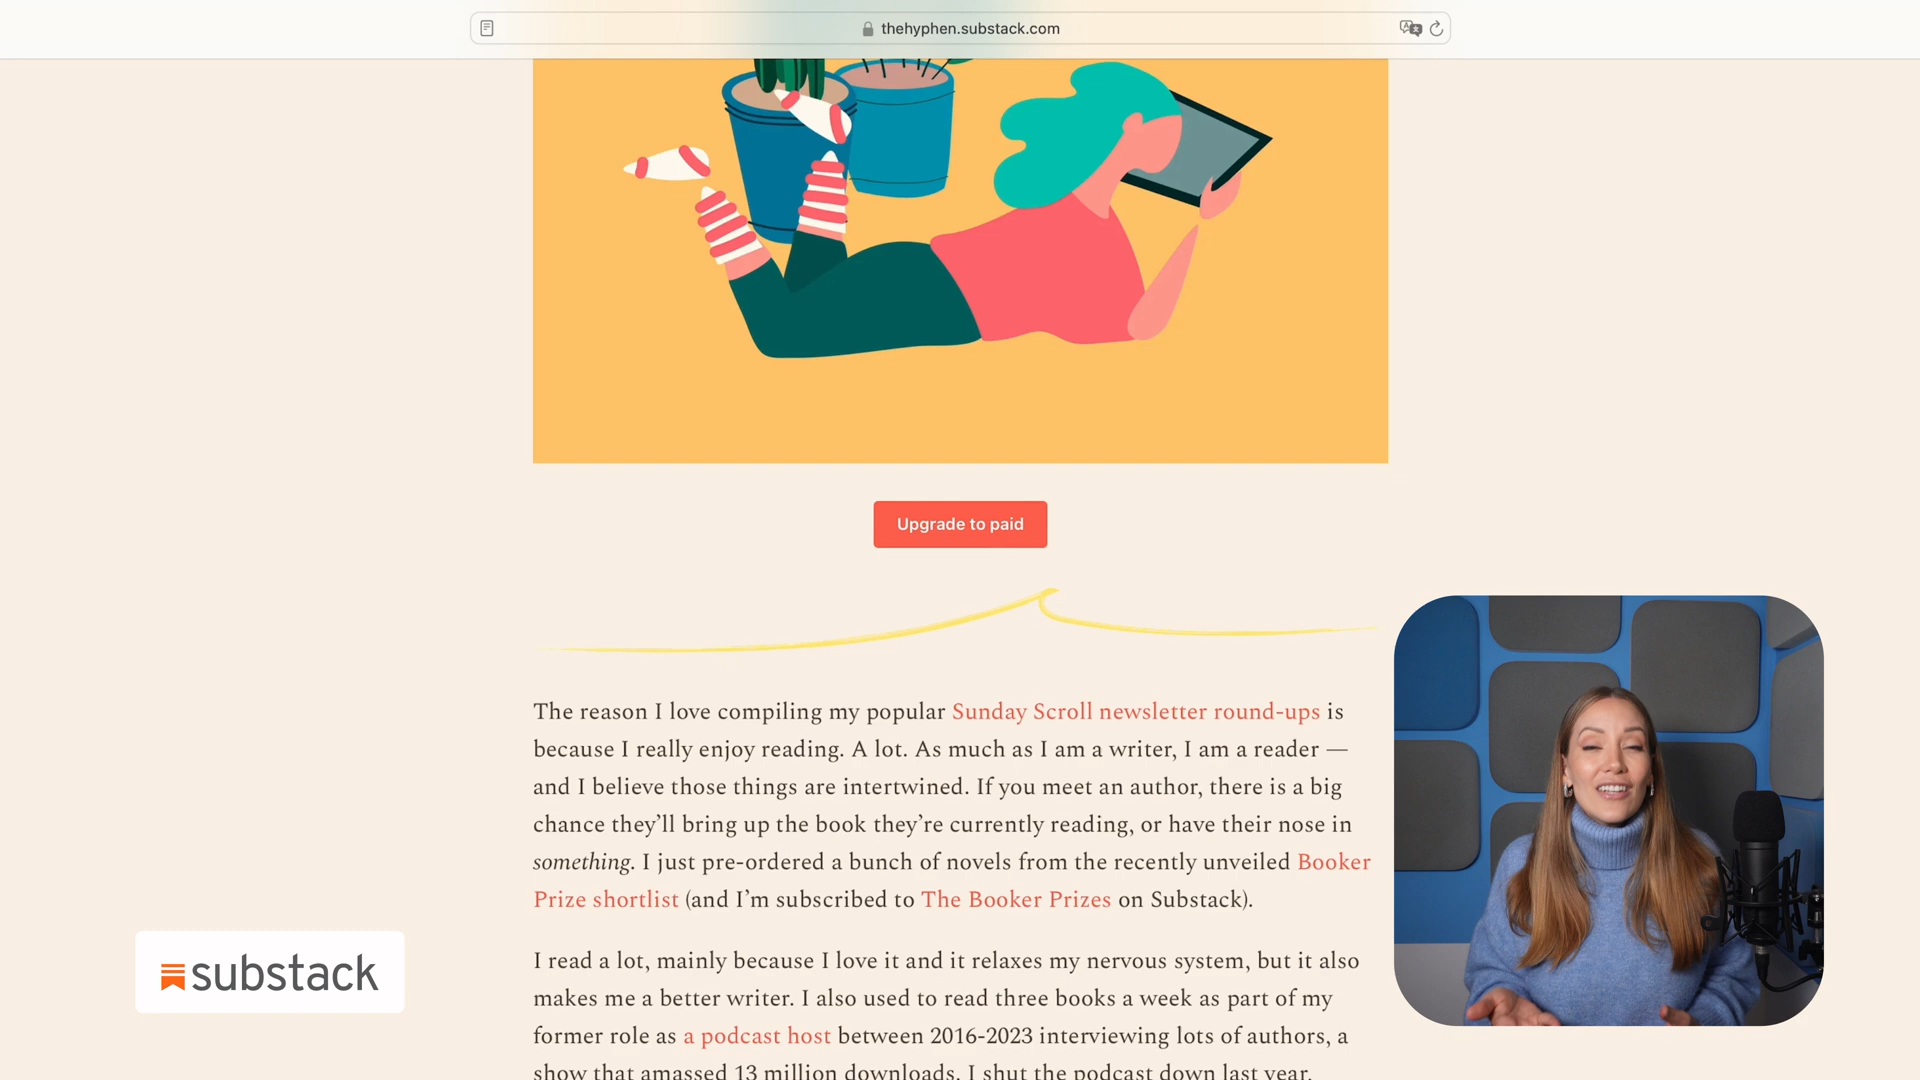 thehyphen.substack.com
Upgrade to paid
The reason I love compiling my popular Sunday Scroll newsletter round-ups is
because I really enjoy reading. A lot. As much as I am a writer, I am a reader —
and I believe those things are intertwined. If you meet an author, there is a big
chance they’ll bring up the book they’re currently reading, or have their nose in
something. I just pre-ordered a bunch of novels from the recently unveiled Booker
Prize shortlist (and I’m subscribed to The Booker Prizes on Substack).
I read a lot, mainly because I love it and it relaxes my nervous system, but it also
makes me a better writer. I also used to read three books a week as part of my
former role as a podcast host between 2016-2023 interviewing lots of authors, a
show that amassed 13 million downloads. I shut the podcast down last year,
substack